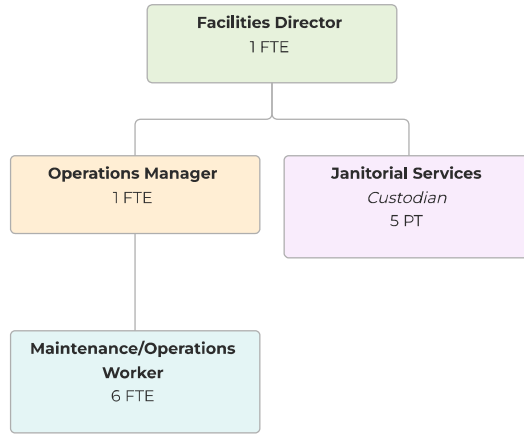 Facilities Director
1 FTE
Operations Manager
1 FTE
Janitorial Services
Custodian
5 PT
Maintenance/Operations
Worker
6 FTE